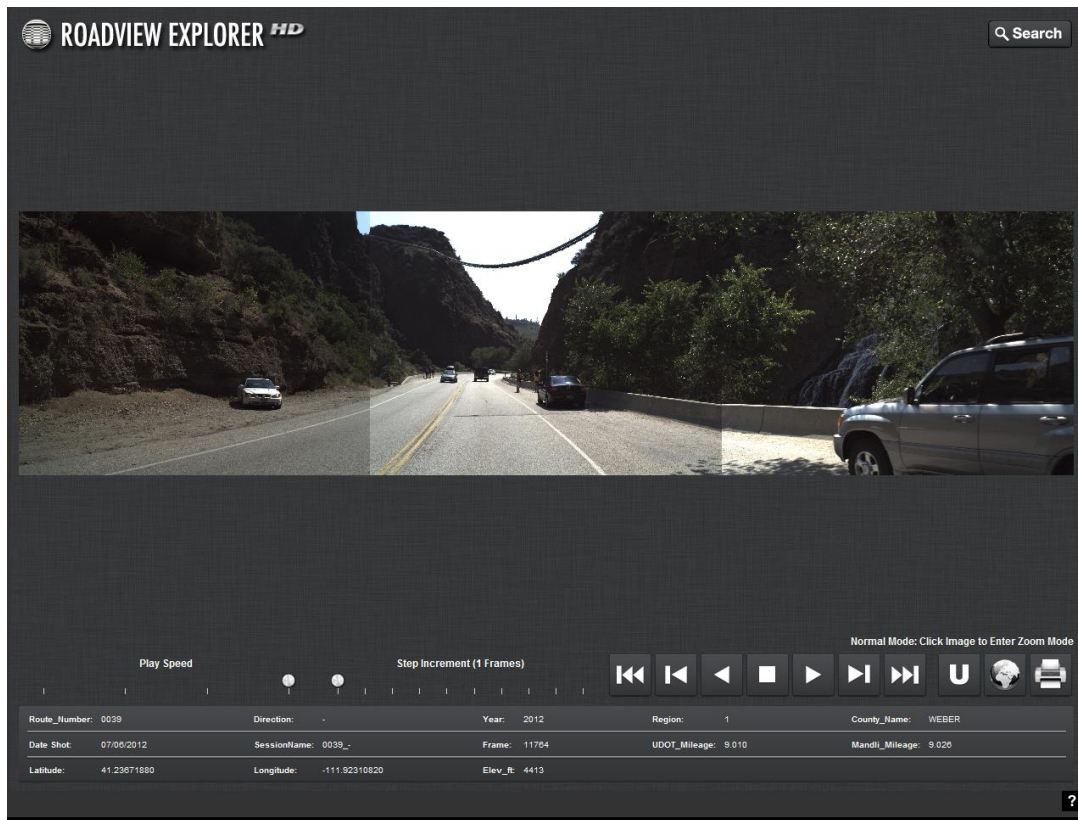 ROADVIEW EXPLORER HD
Search
Normal Mode: Click Image to Enter Zoom Mode
Play Speed
Step Increment (1 Frames)
U
Route_Number: 0039 Direction: - Year: 2012 Region: 1 County_Name: WEBER
Date Shot: 07/06/2012 SessionName: 0039_- Frame: 11764 UDOT_Mileage: 9.010 Mandli_Mileage: 9.026
Latitude: 41.23671880 Longitude: -111.92310820 Elev_ft: 4413
?